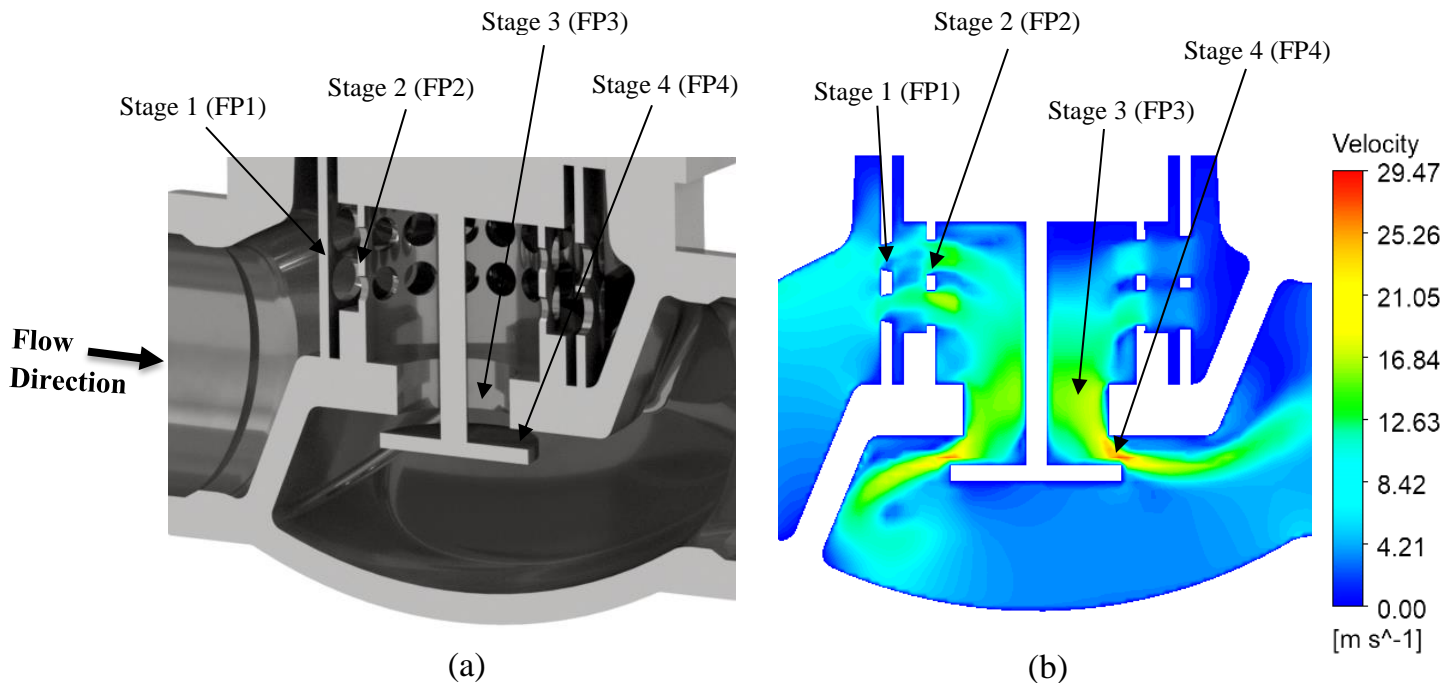 Stage 3 (FP3)
Stage 2 (FP2)
Stage 4 (FP4)
Stage 1 (FP1)
Flow
Direction
(a)
Stage 2 (FP2)
Stage 4 (FP4)
Stage 1 (FP1)
Stage 3 (FP3)
Velocity
29.47
25.26
21.05
16.84
12.63
8.42
4.21
0.00
[m s^-1]
(b)